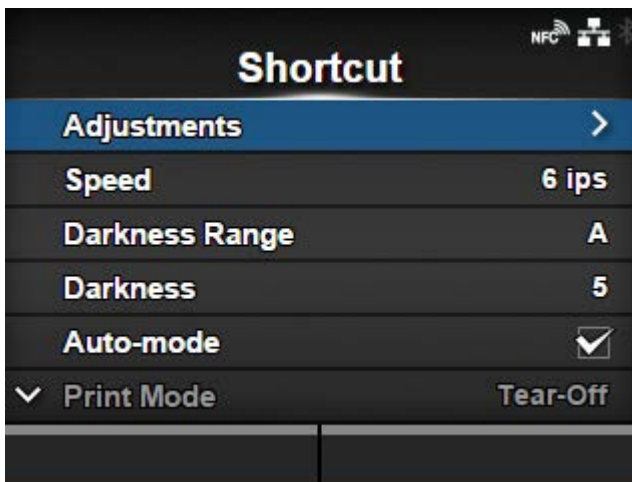 NFC
Shortcut
Adjustments
Speed 6 ips
Darkness Range A
Darkness 5
Auto-mode
Print Mode Tear-Off